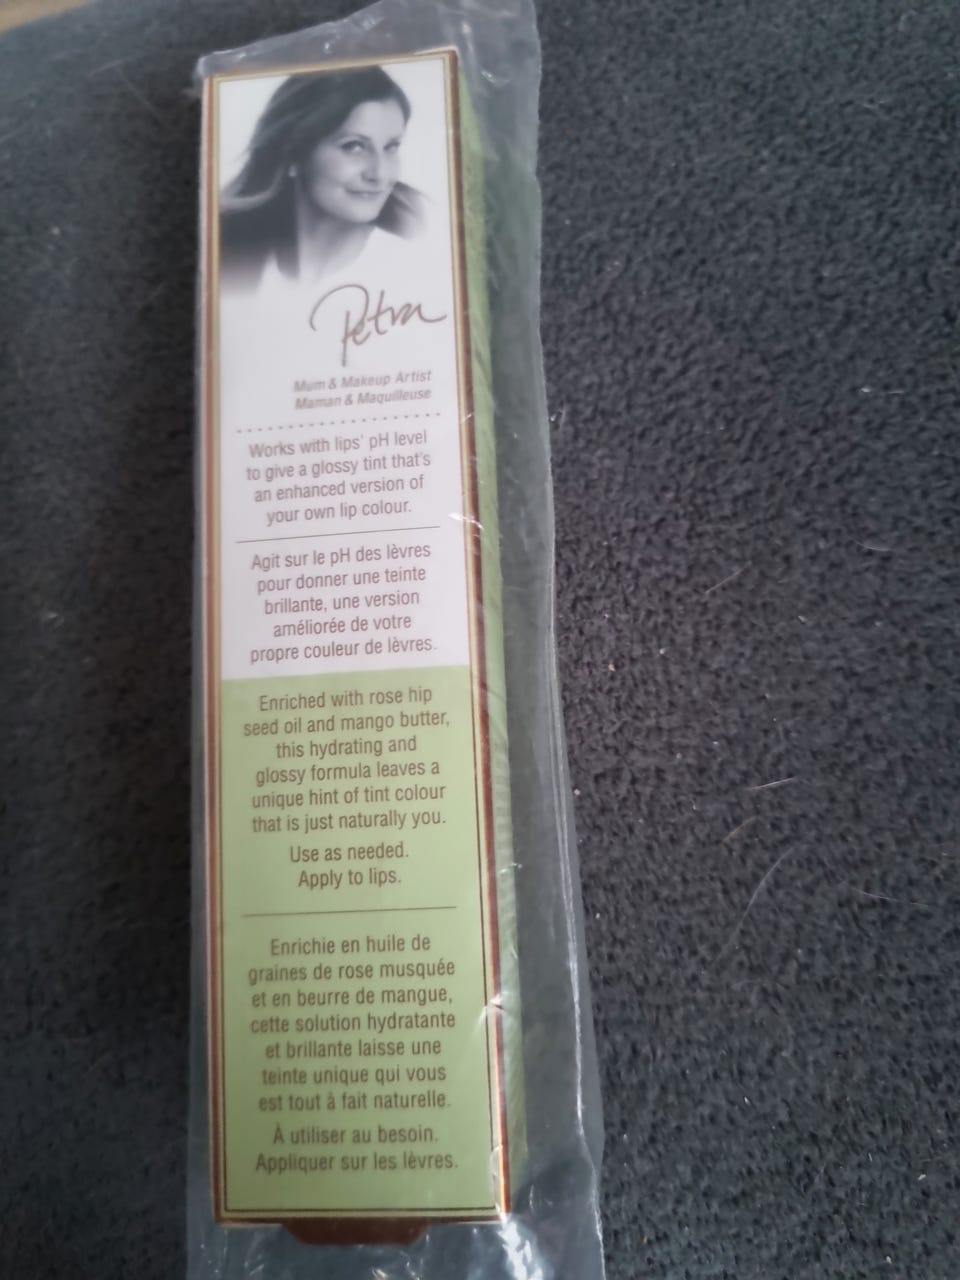 Petra
Mum & Makeup Artist
Maman & Maquilleuse
Works with lips' pH level
to give a glossy tint that's
an enhanced version of
your own lip colour.
Agit sur le pH des lèvres
pour donner une teinte
brillante, une version
améliorée de votre
propre couleur de lèvres.
Enriched with rose hip
seed oil and mango butter,
this hydrating and
glossy formula leaves a
unique hint of tint colour
that is just naturally you.
Use as needed.
Apply to lips.
Enrichie en huile de
graines de rose musquée
et en beurre de mangue,
cette solution hydratante
et brillante laisse une
teinte unique qui vous
est tout à fait naturelle.
À utiliser au besoin.
Appliquer sur les lèvres.